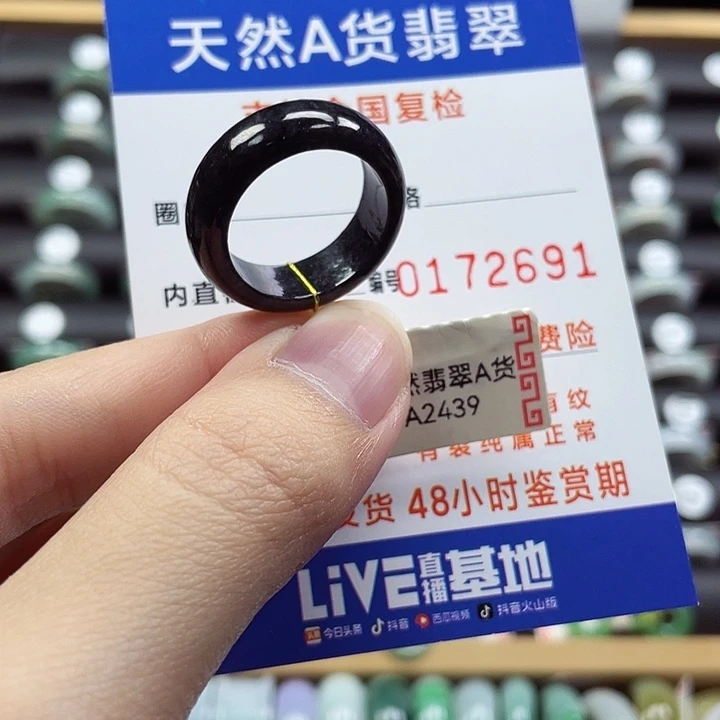 天然A货翡翠
国复检
圈
内直
编号0172691
费险
然翡翠A货
A2439
有纹
纯属正常
发货 48小时鉴赏期
LiVE直播基地
头条 今日头条 抖音 西瓜视频 抖音火山版